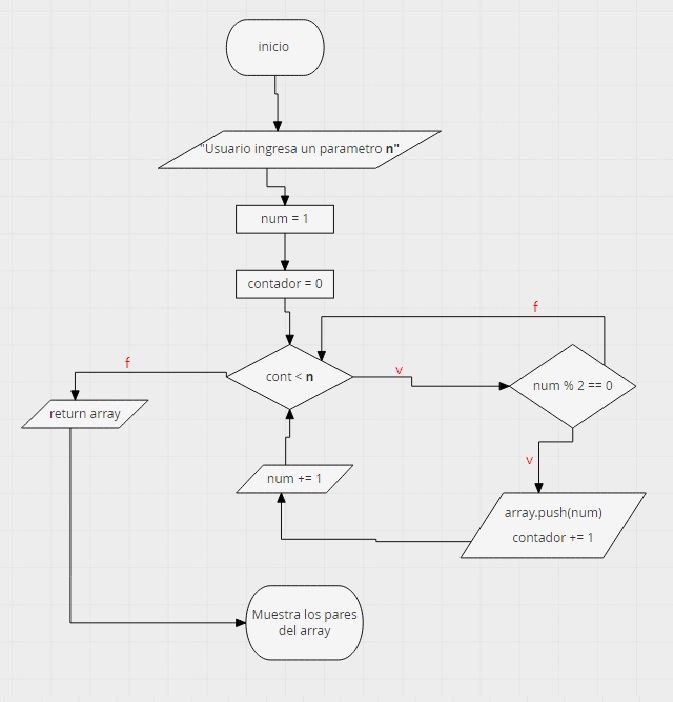 inicio
"Usuario ingresa un parametro n"
num = 1
contador = 0
f
f
cont < n
v
num % 2 == 0
return array
v
num += 1
array.push(num)
contador += 1
Muestra los pares
del array